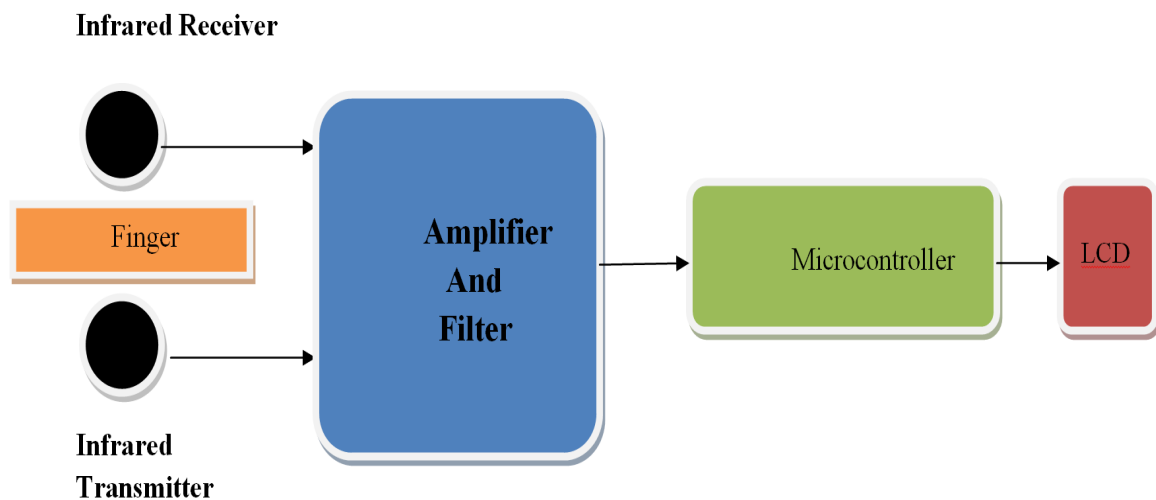 Infrared Receiver
Finger
Amplifier
And
Filter
Microcontroller
LCD
Infrared
Transmitter